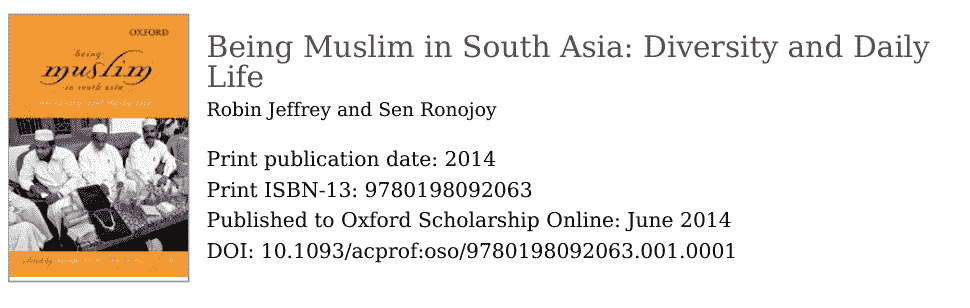 OXFORD
being
muslim
in south asia
Being Muslim in South Asia: Diversity and Daily
Life
Robin Jeffrey and Sen Ronojoy
Print publication date: 2014
Print ISBN-13: 9780198092063
Published to Oxford Scholarship Online: June 2014
DOI: 10.1093/acprof:oso/9780198092063.001.0001